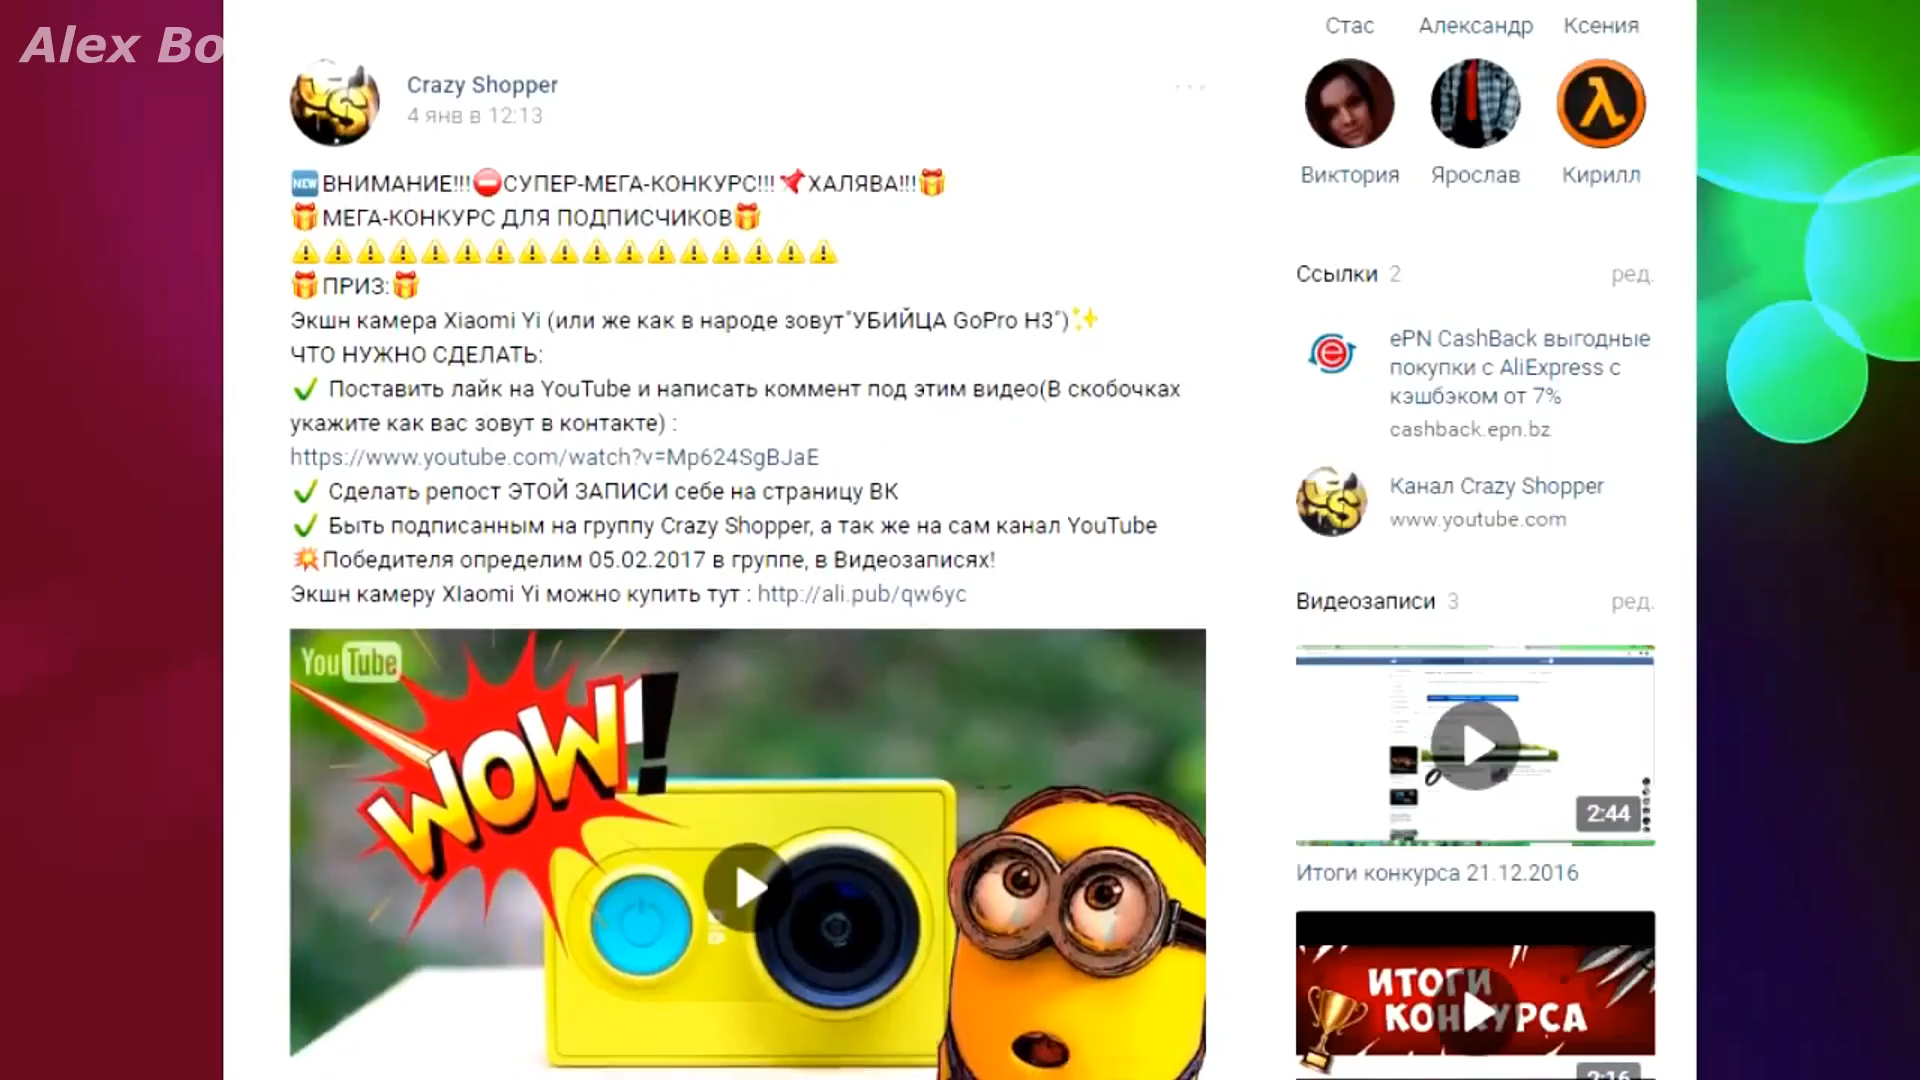 Alex Bo
Crazy Shopper
4 янв в 12:13
ВНИМАНИЕ!!!СУПЕР-МЕГА-КОНКУРС!!!ХАЛЯВА!!!
МЕГА-КОНКУРС ДЛЯ ПОДПИСЧИКОВ
ПРИЗ:
Экшн камера Xiaomi Yi (или же как в народе зовут"УБИЙЦА GoPro H3")
ЧТО НУЖНО СДЕЛАТЬ:
Поставить лайк на YouTube и написать коммент под этим видео(В скобочках
укажите как вас зовут в контакте) :
https://www.youtube.com/watch?v=Mp624SgBJaE
Сделать репост ЭТОЙ ЗАПИСИ себе на страницу ВК
Быть подписанным на группу Crazy Shopper, а так же на сам канал YouTube
Победителя определим 05.02.2017 в группе, в Видеозаписях!
Экшн камеру XIaomi Yi можно купить тут : http://ali.pub/qw6yc
YouTube
WOW!
Стас Александр Ксения
Виктория Ярослав Кирилл
Ссылки 2 ред.
ePN CashBack выгодные
покупки с AliExpress с
кэшбэком от 7%
cashback.epn.bz
Канал Crazy Shopper
www.youtube.com
Видеозаписи 3 ред.
2:44
Итоги конкурса 21.12.2016
ИТОГИ
КОНКУРСА
2:16